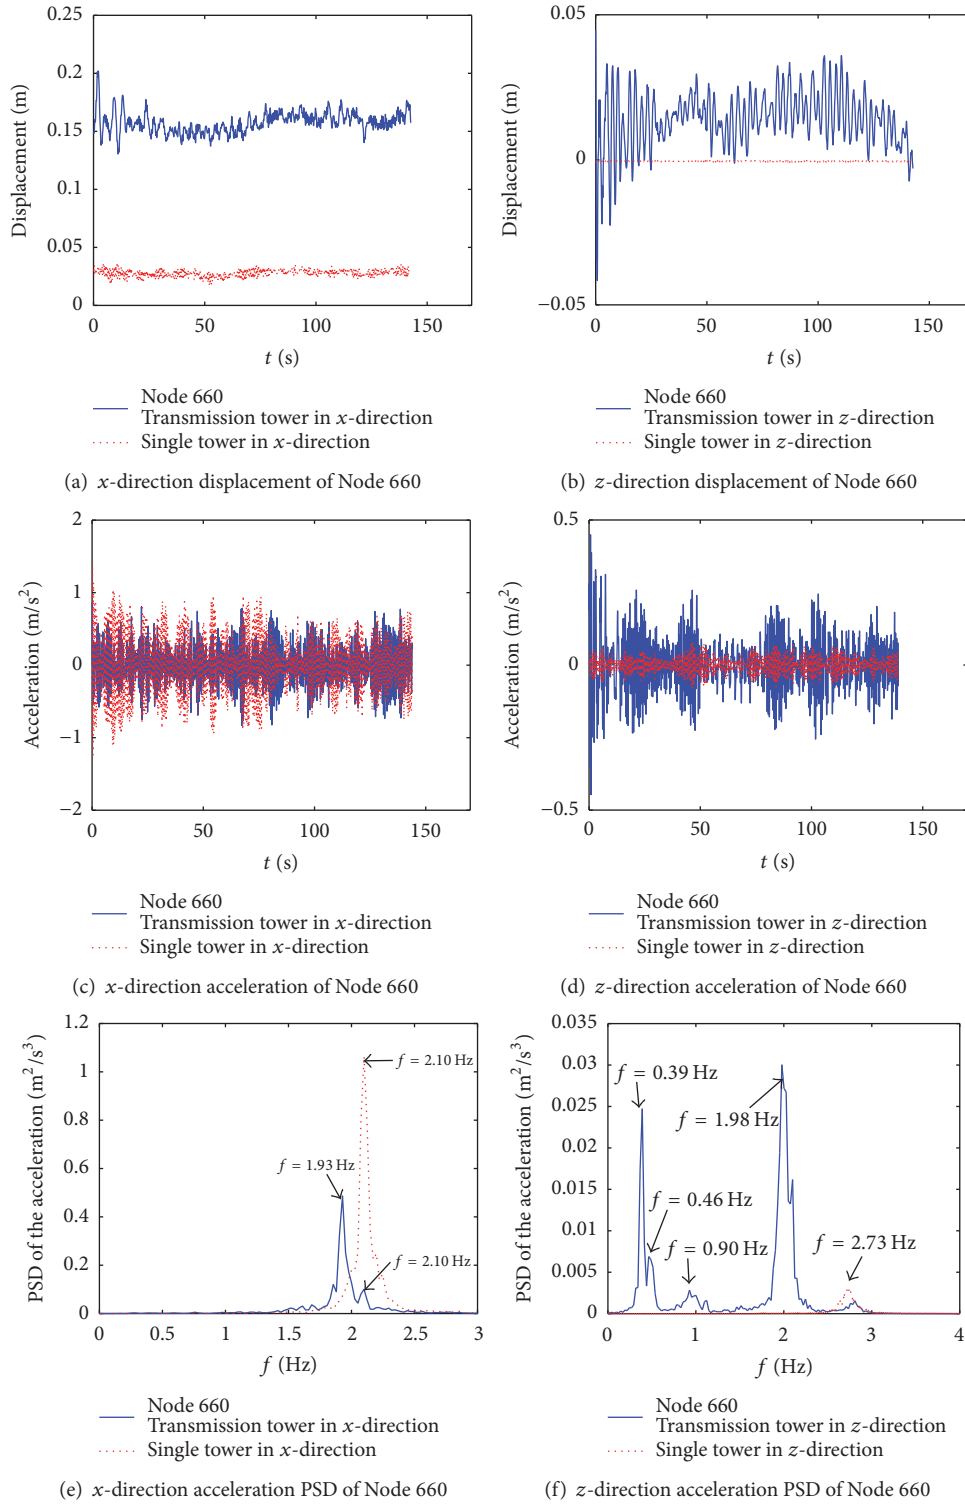 0.25
0.2
0.15
0.1
0.05
0
Displacement (m)
0
50
100
150
t (s)
Node 660
Transmission tower in x-direction
Single tower in x-direction
(a) x-direction displacement of Node 660
0.05
0
−0.05
Displacement (m)
0
50
100
150
t (s)
Node 660
Transmission tower in z-direction
Single tower in z-direction
(b) z-direction displacement of Node 660
2
1
0
−1
−2
Acceleration (m/s²)
0
50
100
150
t (s)
Node 660
Transmission tower in x-direction
Single tower in x-direction
(c) x-direction acceleration of Node 660
0.5
0
−0.5
Acceleration (m/s²)
0
50
100
150
t (s)
Node 660
Transmission tower in z-direction
Single tower in z-direction
(d) z-direction acceleration of Node 660
1.2
1
0.8
0.6
0.4
0.2
0
PSD of the acceleration (m²/s³)
f = 2.10 Hz
f = 1.93 Hz
f = 2.10 Hz
0
0.5
1
1.5
2
2.5
3
f (Hz)
Node 660
Transmission tower in x-direction
Single tower in x-direction
(e) x-direction acceleration PSD of Node 660
0.035
0.03
0.025
0.02
0.015
0.01
0.005
0
PSD of the acceleration (m²/s³)
f = 0.39 Hz
f = 1.98 Hz
f = 0.46 Hz
f = 0.90 Hz
f = 2.73 Hz
0
1
2
3
4
f (Hz)
Node 660
Transmission tower in z-direction
Single tower in z-direction
(f) z-direction acceleration PSD of Node 660